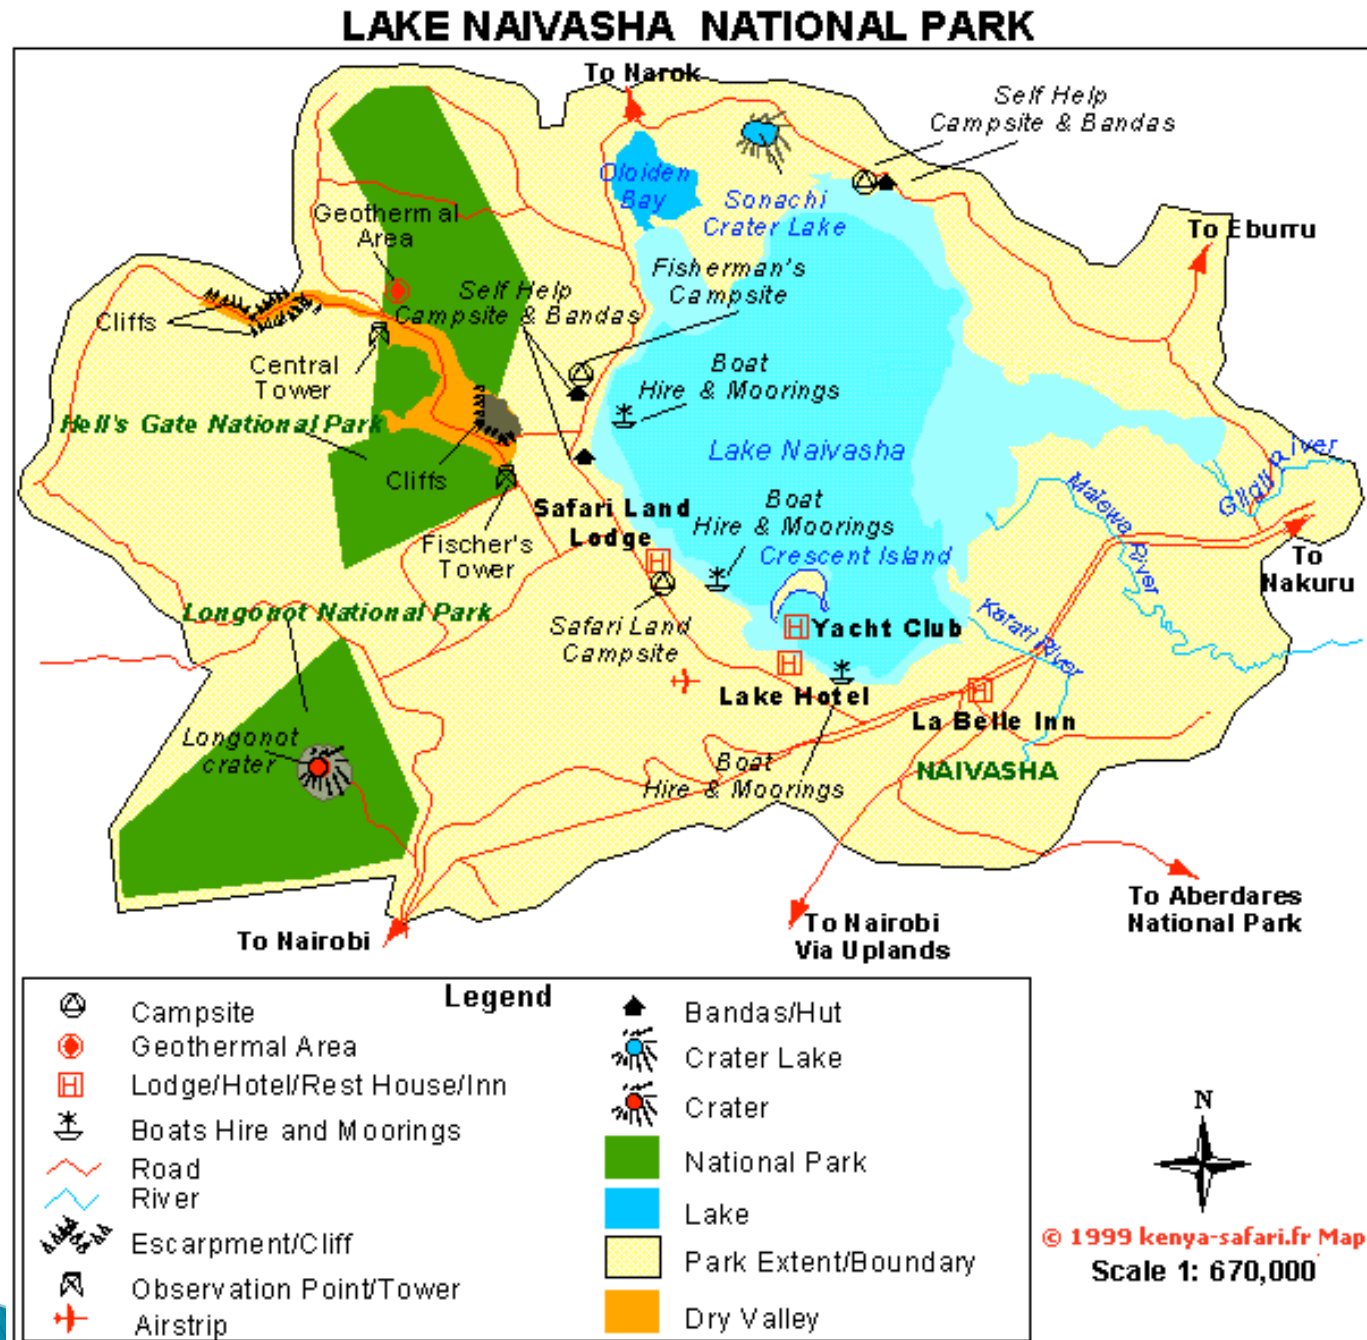 LAKE NAIVASHA NATIONAL PARK
To Narok
Self Help
Campsite & Bandas
Oloiden
Bay
Sonachi
Crater Lake
To Eburru
Geothermal
Area
Fisherman's
Campsite
Self Help
Campsite & Bandas
Cliffs
Central
Tower
Boat
Hire & Moorings
Hell's Gate National Park
Lake Naivasha
Cliffs
Gilgil River
Malewa River
Boat
Hire & Moorings
Safari Land
Lodge
Crescent Island
Fischer's
Tower
To
Nakuru
Longonot National Park
Karari River
Safari Land
Campsite
Yacht Club
Lake Hotel
La Belle Inn
Longonot
crater
Boat
Hire & Moorings
NAIVASHA
To Nairobi
To Nairobi
Via Uplands
To Aberdares
National Park
Legend
Campsite
Geothermal Area
Lodge/Hotel/Rest House/Inn
Boats Hire and Moorings
Road
River
Escarpment/Cliff
Observation Point/Tower
Airstrip
Bandas/Hut
Crater Lake
Crater
National Park
Lake
Park Extent/Boundary
Dry Valley
N
© 1999 kenya-safari.fr Map
Scale 1: 670,000